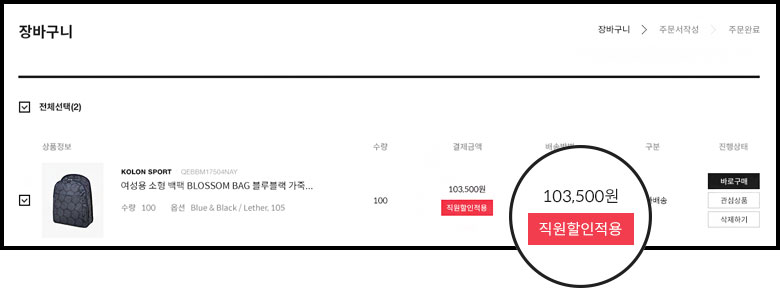 장바구니
장바구니 > 주문서작성 > 주문완료
전체선택(2)
상품정보 수량 결제금액 구분 진행상태
KOLON SPORT QEBBM17504NAY
여성용 소형 백팩 BLOSSOM BAG 블루블랙 가죽...
수량 100 옵션 Blue & Black / Lether, 105
100
103,500원
직원할인적용
103,500원
직원할인적용
배송
바로구매
관심상품
삭제하기